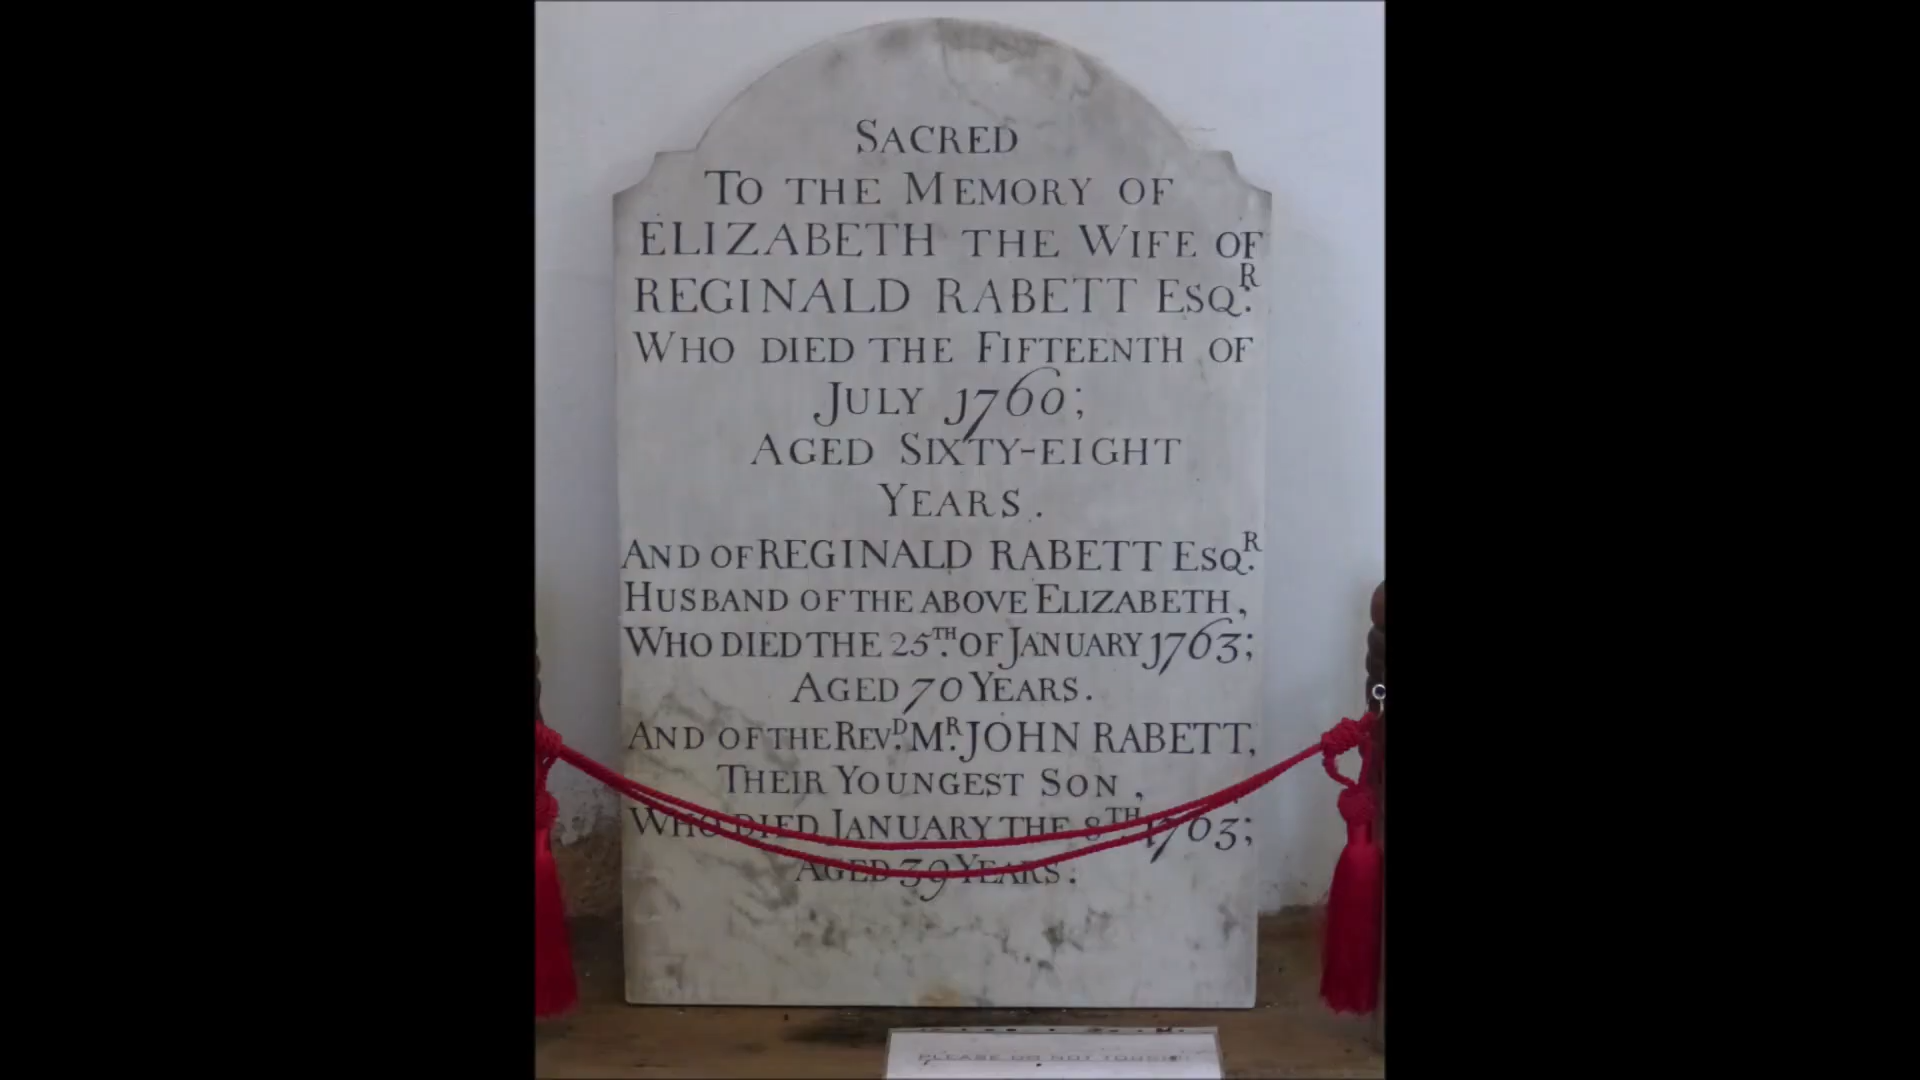 SACRED
TO THE MEMORY OF
ELIZABETH THE WIFE OF
REGINALD RABETT ESQ.R
WHO DIED THE FIFTEENTH OF
JULY 1760;
AGED SIXTY-EIGHT
YEARS.
AND OF REGINALD RABETT ESQ.R
HUSBAND OF THE ABOVE ELIZABETH,
WHO DIED THE 25TH. OF JANUARY 1763;
AGED 70 YEARS.
AND OF THE REV.D MR. JOHN RABETT,
THEIR YOUNGEST SON,
WHO DIED JANUARY THE 8TH. 1763;
AGED 39 YEARS.
PLEASE DO NOT TOUCH